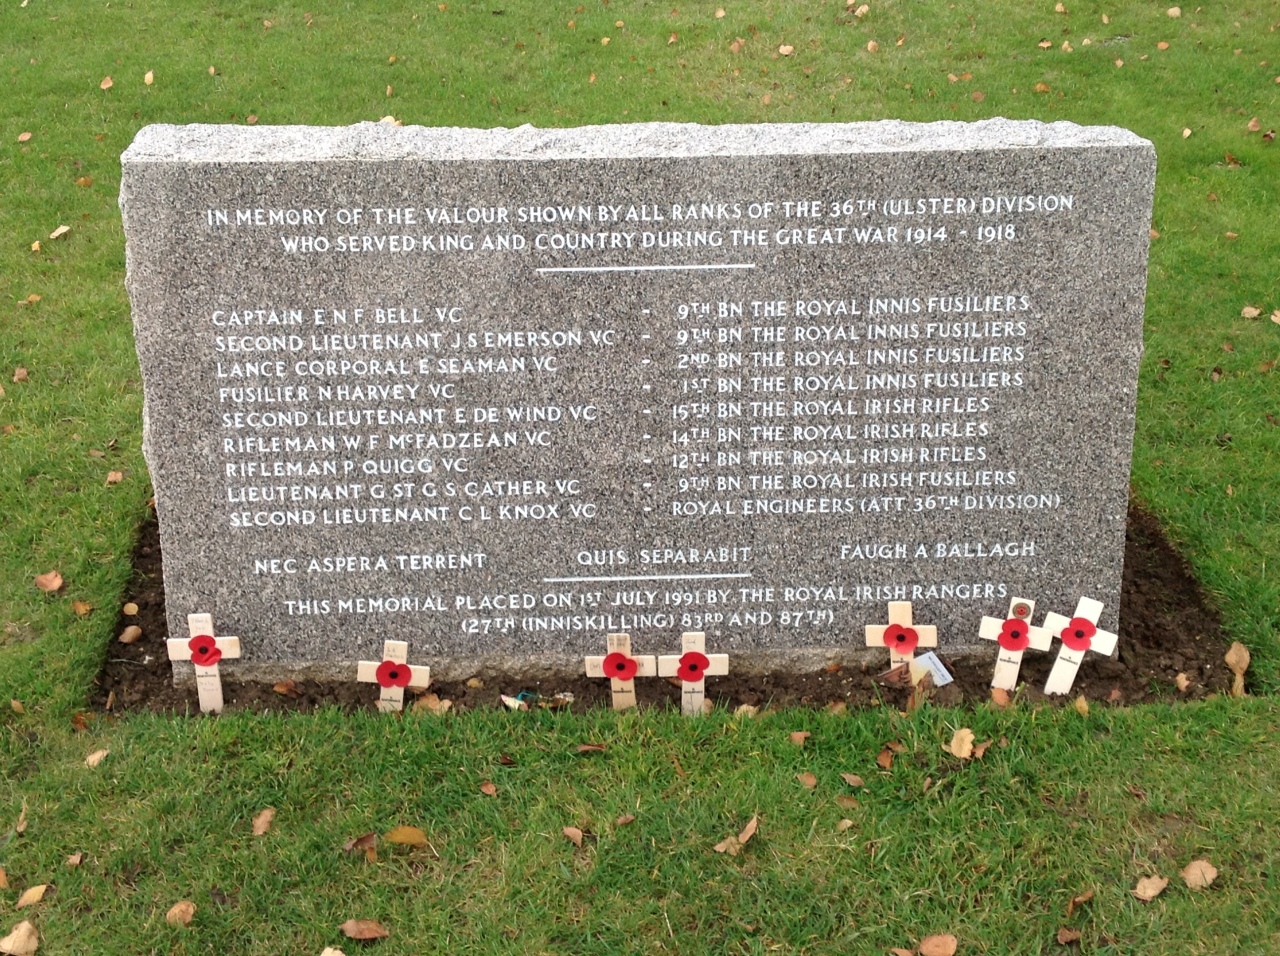 IN MEMORY OF THE VALOUR SHOWN BY ALL RANKS OF THE 36TH (ULSTER) DIVISION
WHO SERVED KING AND COUNTRY DURING THE GREAT WAR 1914 - 1918
CAPTAIN E N F BELL VC - 9TH BN THE ROYAL INNIS FUSILIERS
SECOND LIEUTENANT J S EMERSON VC - 9TH BN THE ROYAL INNIS FUSILIERS
LANCE CORPORAL E SEAMAN VC - 2ND BN THE ROYAL INNIS FUSILIERS
FUSILIER N HARVEY VC - 1ST BN THE ROYAL INNIS FUSILIERS
SECOND LIEUTENANT E DE WIND VC - 15TH BN THE ROYAL IRISH RIFLES
RIFLEMAN W F McFADZEAN VC - 14TH BN THE ROYAL IRISH RIFLES
RIFLEMAN P QUIGG VC - 12TH BN THE ROYAL IRISH RIFLES
LIEUTENANT G ST G S CATHER VC - 9TH BN THE ROYAL IRISH FUSILIERS
SECOND LIEUTENANT C L KNOX VC - ROYAL ENGINEERS (ATT 36TH DIVISION)
NEC ASPERA TERRENT QUIS SEPARABIT FAUGH A BALLAGH
THIS MEMORIAL PLACED ON 1ST JULY 1991 BY THE ROYAL IRISH RANGERS
(27TH (INNISKILLING) 83RD AND 87TH)